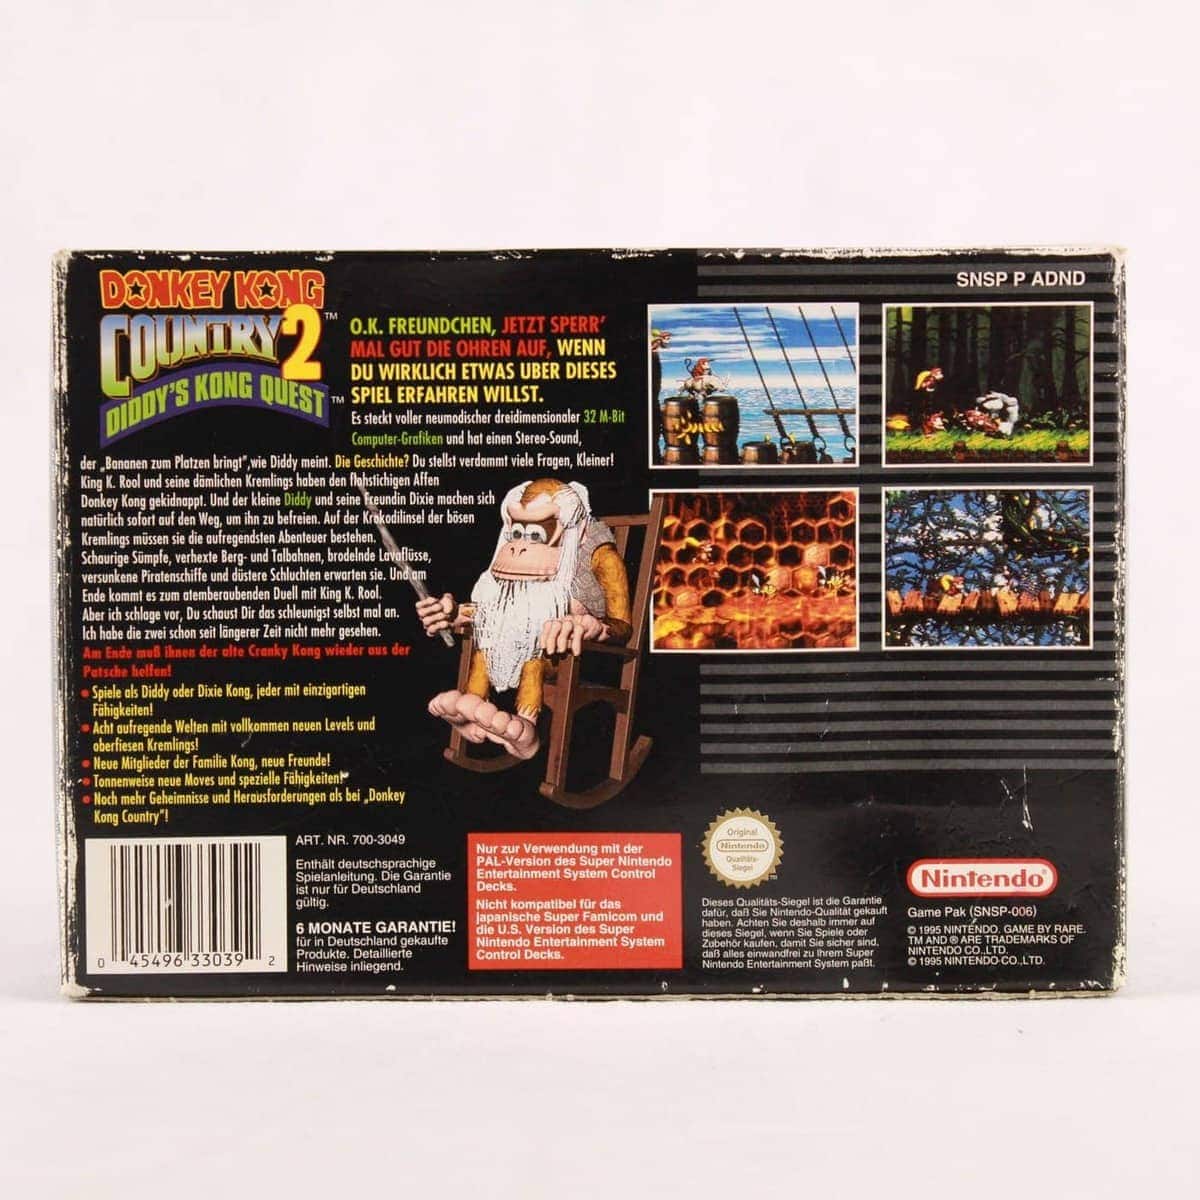 SNSP P ADND
DONKEY KONG
COUNTRY 2 ™
DIDDY'S KONG QUEST ™
O.K. FREUNDCHEN, JETZT SPERR'
MAL GUT DIE OHREN AUF, WENN
DU WIRKLICH ETWAS ÜBER DIESES
SPIEL ERFAHREN WILLST.
Es steckt voller neumodischer dreidimensionaler 32 M-Bit
Computer-Grafiken und hat einen Stereo-Sound,
der „Bananen zum Platzen bringt", wie Diddy meint. Die Geschichte? Du stellst verdammt viele Fragen, Kleiner!
King K. Rool und seine dämlichen Kremlings haben den flohstichigen Affen
Donkey Kong gekidnappt. Und der kleine Diddy und seine Freundin Dixie machen sich
natürlich sofort auf den Weg, um ihn zu befreien. Auf der Krokodilinsel der bösen
Kremlings müssen sie die aufregendsten Abenteuer bestehen.
Schaurige Sümpfe, verhexte Berg- und Talbahnen, brodelnde Lavaflüsse,
versunkene Piratenschiffe und düstere Schluchten erwarten sie. Und am
Ende kommt es zum atemberaubenden Duell mit King K. Rool.
Aber ich schlage vor, Du schaust Dir das schleunigst selbst mal an.
Ich habe die zwei schon seit längerer Zeit nicht mehr gesehen.
Am Ende muß ihnen der alte Cranky Kong wieder aus der
Patsche helfen!
• Spiele als Diddy oder Dixie Kong, jeder mit einzigartigen
Fähigkeiten!
• Acht aufregende Welten mit vollkommen neuen Levels und
oberfiesen Kremlings!
• Neue Mitglieder der Familie Kong, neue Freunde!
• Tonnenweise neue Moves und spezielle Fähigkeiten!
• Noch mehr Geheimnisse und Herausforderungen als bei „Donkey
Kong Country"!
0 45496 33039 2
ART. NR. 700-3049
Enthält deutschsprachige
Spielanleitung. Die Garantie
ist nur für Deutschland
gültig.
6 MONATE GARANTIE!
für in Deutschland gekaufte
Produkte. Detaillierte
Hinweise inliegend.
Nur zur Verwendung mit der
PAL-Version des Super Nintendo
Entertainment System Control
Decks.
Nicht kompatibel für das
japanische Super Famicom und
die U.S. Version des Super
Nintendo Entertainment System
Control Decks.
Original
Nintendo
Qualitäts-
Siegel
TM
Dieses Qualitäts-Siegel ist die Garantie
dafür, daß Sie Nintendo-Qualität gekauft
haben. Achten Sie deshalb immer auf
dieses Siegel, wenn Sie Spiele oder
Zubehör kaufen, damit Sie sicher sind,
daß alles einwandfrei zu Ihrem Super
Nintendo Entertainment System paßt.
Nintendo®
Game Pak (SNSP-006)
© 1995 NINTENDO. GAME BY RARE.
TM AND ® ARE TRADEMARKS OF
NINTENDO CO., LTD.
© 1995 NINTENDO CO., LTD.